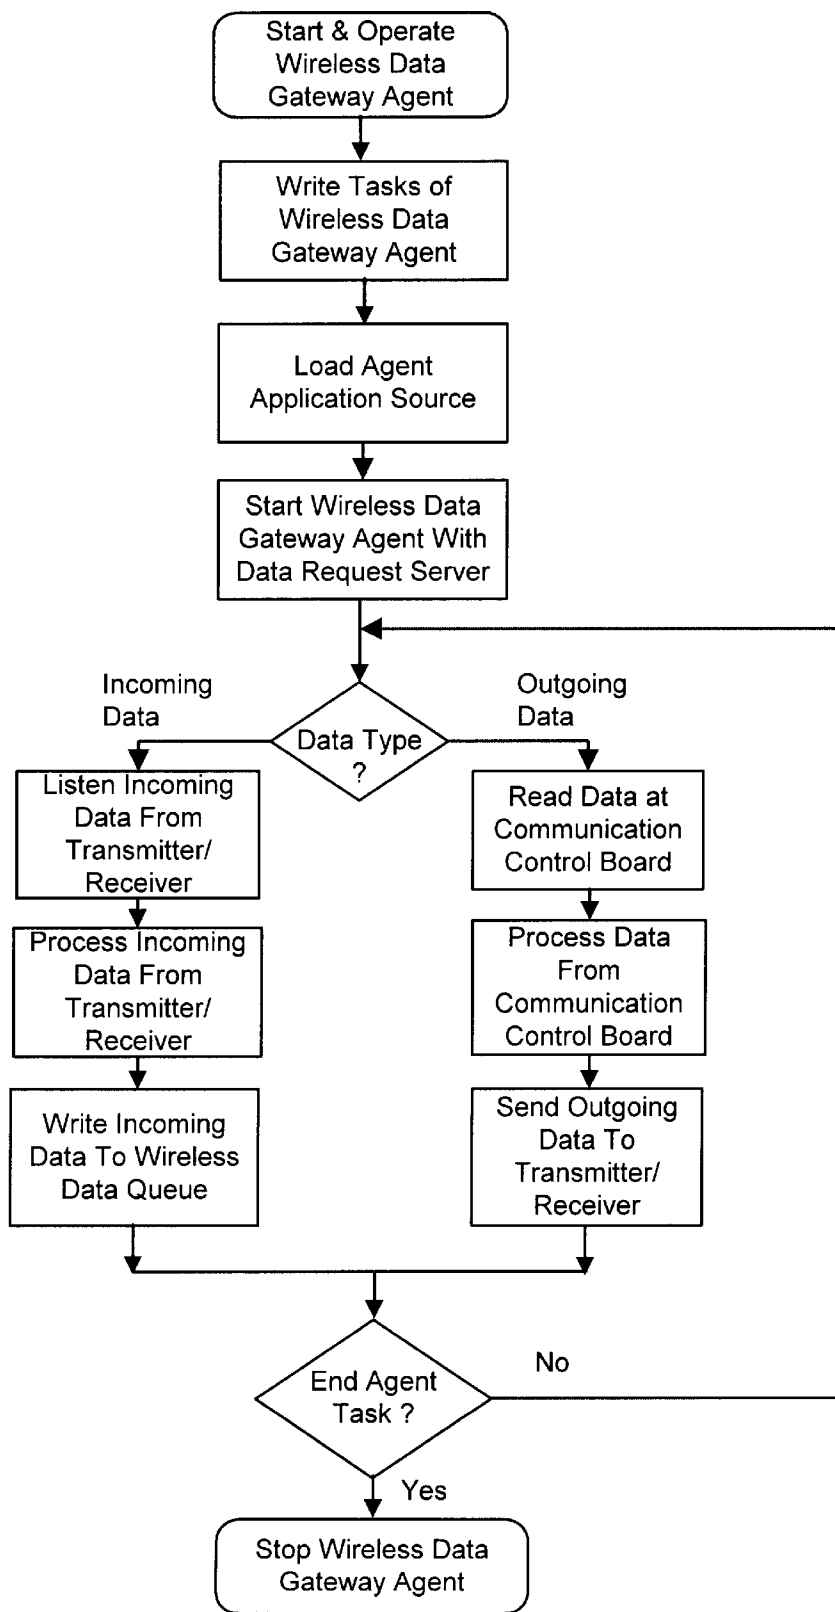 Start & Operate
Wireless Data
Gateway Agent
Write Tasks of
Wireless Data
Gateway Agent
Load Agent
Application Source
Start Wireless Data
Gateway Agent With
Data Request Server
Incoming
Data
Outgoing
Data
Data Type
?
Listen Incoming
Data From
Transmitter/
Receiver
Read Data at
Communication
Control Board
Process Incoming
Data From
Transmitter/
Receiver
Process Data
From
Communication
Control Board
Write Incoming
Data To Wireless
Data Queue
Send Outgoing
Data To
Transmitter/
Receiver
End Agent
Task ?
No
Yes
Stop Wireless Data
Gateway Agent